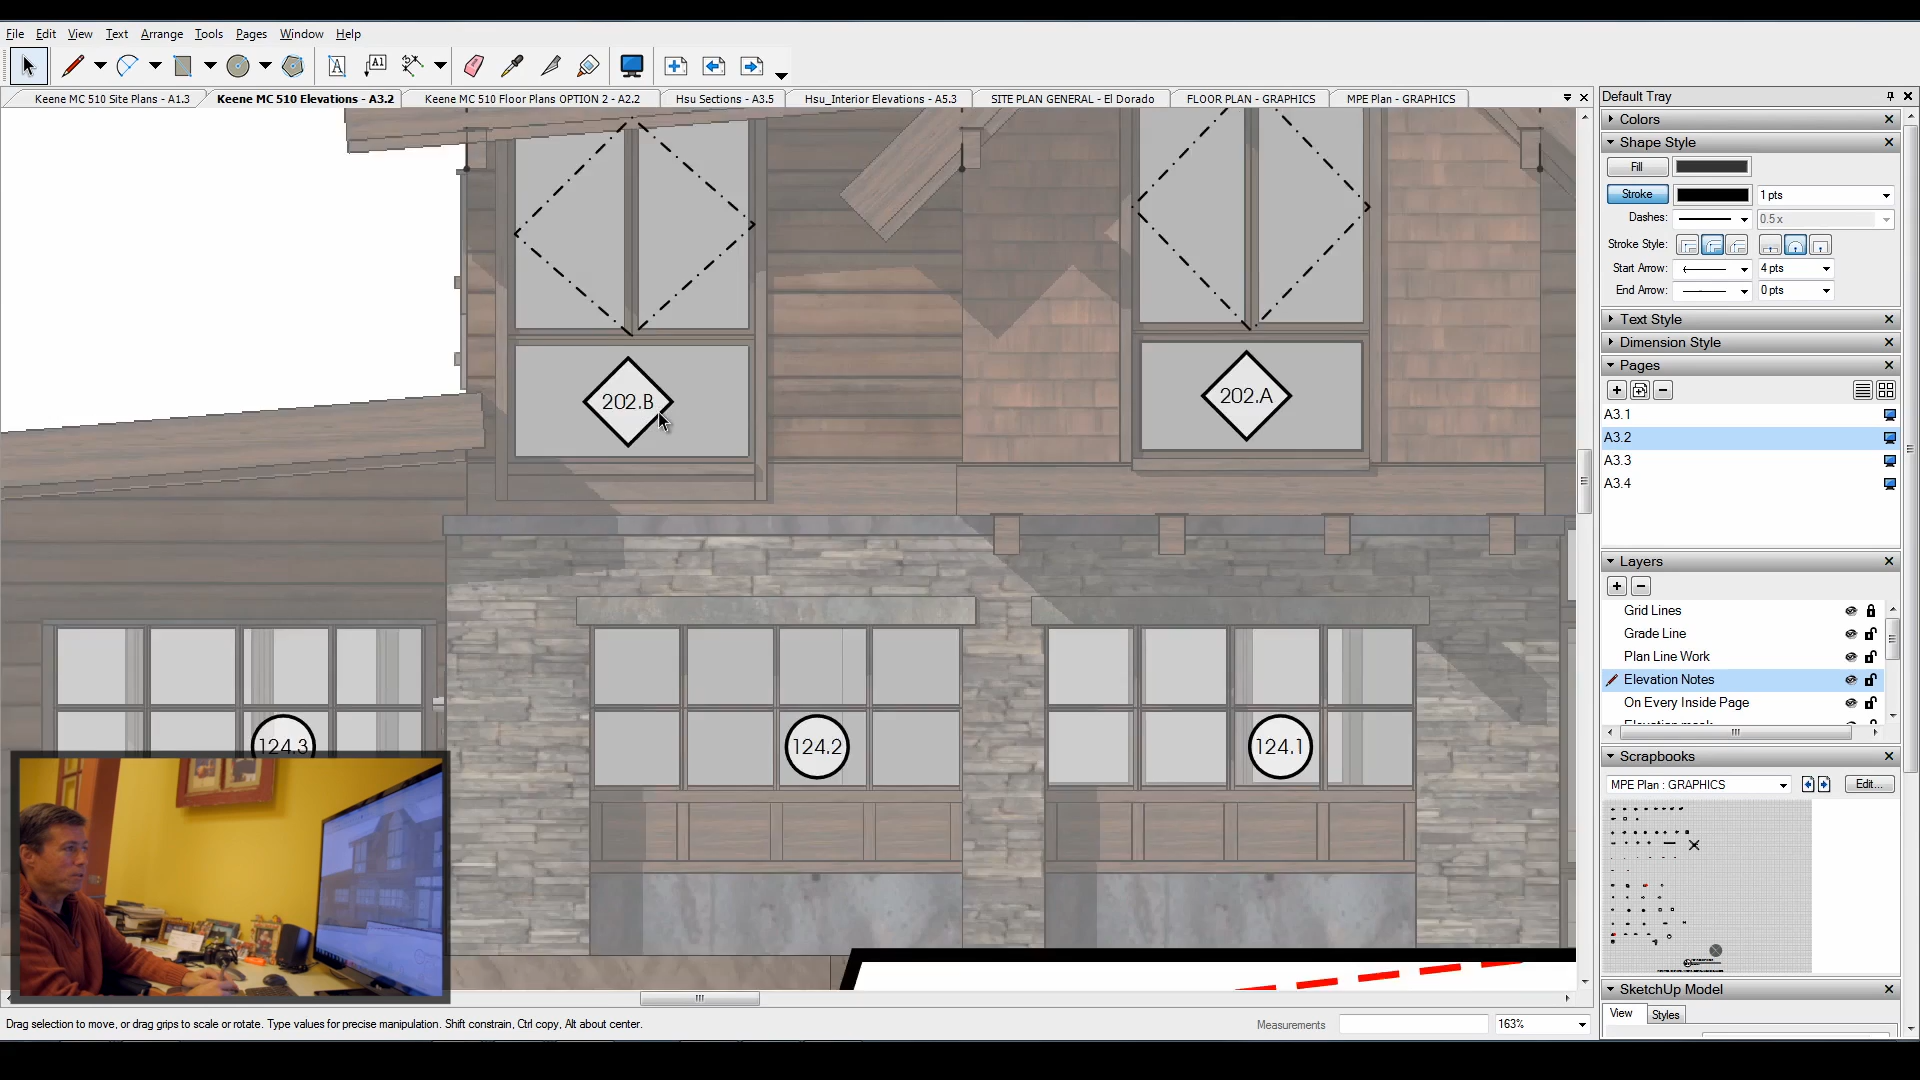 File Edit View Text Arrange Tools Pages Window Help
A
A1
Keene MC 510 Site Plans - A1.3
Keene MC 510 Elevations - A3.2
Keene MC 510 Floor Plans OPTION 2 - A2.2
Hsu Sections - A3.5
Hsu_Interior Elevations - A5.3
SITE PLAN GENERAL - El Dorado
FLOOR PLAN - GRAPHICS
MPE Plan - GRAPHICS
Default Tray
Colors
Shape Style
Fill
Stroke
1 pts
Dashes:
0.5 x
Stroke Style:
Start Arrow:
4 pts
End Arrow:
0 pts
Text Style
Dimension Style
Pages
A3.1
A3.2
A3.3
A3.4
Layers
Grid Lines
Grade Line
Plan Line Work
Elevation Notes
On Every Inside Page
Scrapbooks
MPE Plan : GRAPHICS
Edit...
SketchUp Model
View
Styles
202.B
202.A
124.3
124.2
124.1
Drag selection to move, or drag grips to scale or rotate. Type values for precise manipulation. Shift constrain, Ctrl copy, Alt about center.
Measurements
163%